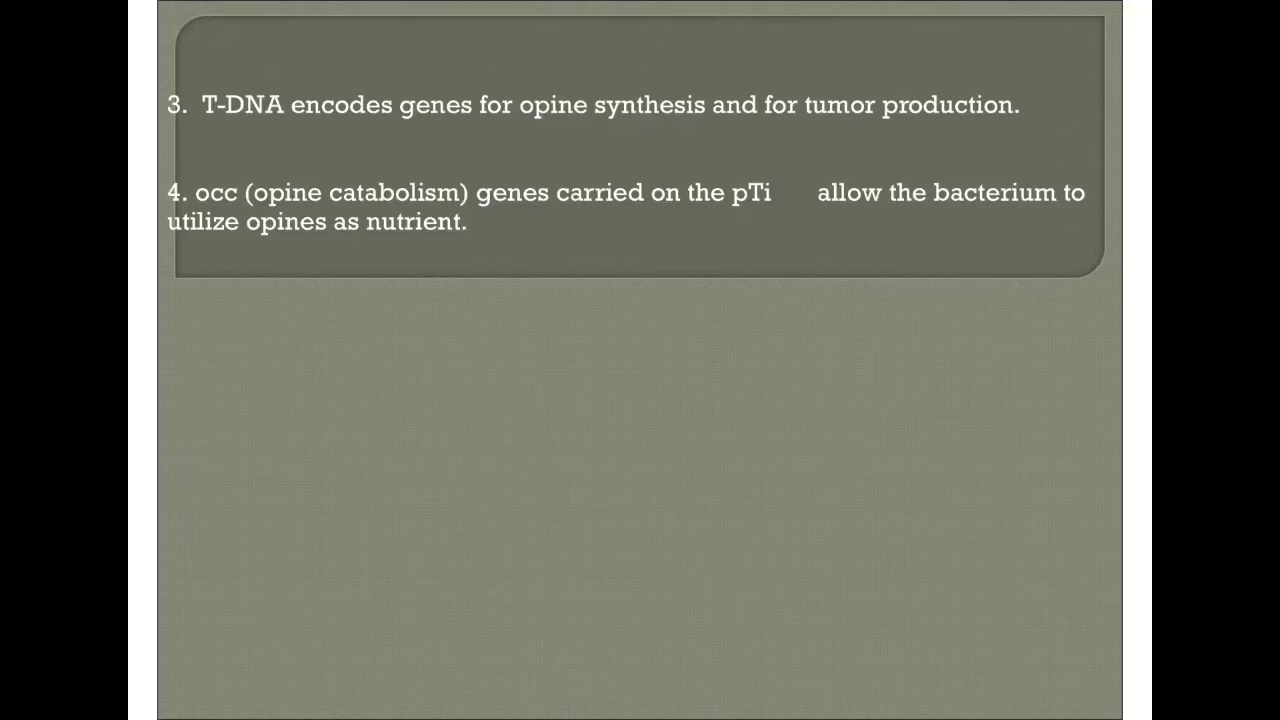 3. T-DNA encodes genes for opine synthesis and for tumor production.
4. occ (opine catabolism) genes carried on the pTi allow the bacterium to
utilize opines as nutrient.